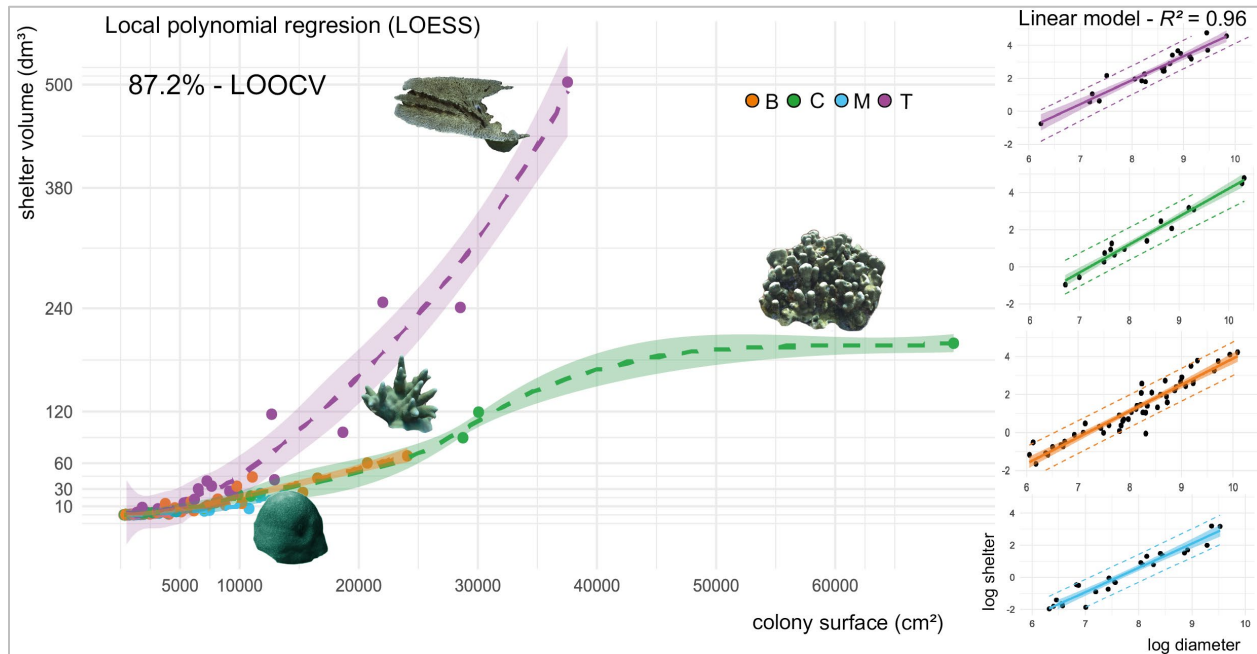 Local polynomial regresion (LOESS)
87.2% - LOOCV
shelter volume (dm³)
500
380
240
120
60
30
10
B C M T
5000 10000 20000 30000 40000 50000 60000
colony surface (cm²)
Linear model - R² = 0.96
4
2
0
-2
6 7 8 9 10
4
2
0
-2
6 7 8 9 10
4
2
0
-2
6 7 8 9 10
4
2
0
-2
6 7 8 9 10
log shelter
log diameter